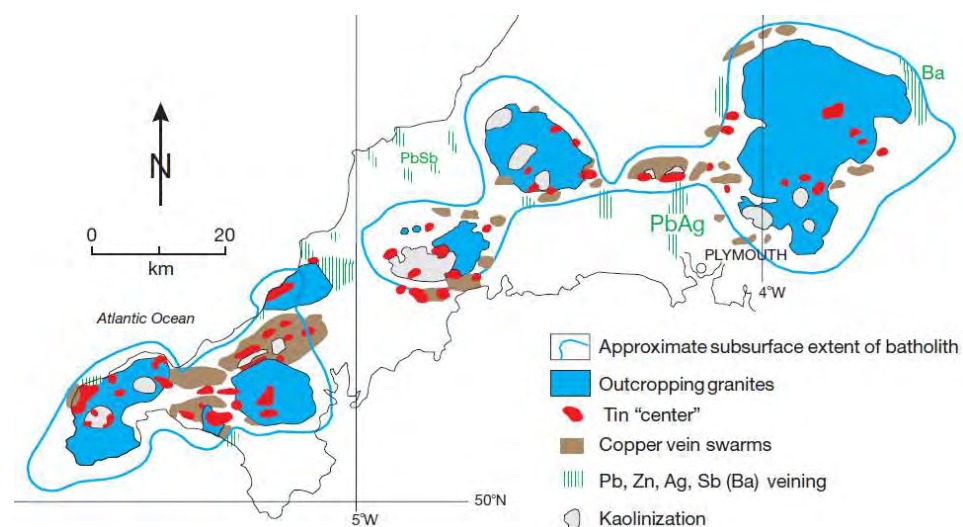 Ba
N
PbSb
0 20
km
PbAg
PLYMOUTH
4°W
Atlantic Ocean
Approximate subsurface extent of batholith
Outcropping granites
Tin “center”
Copper vein swarms
Pb, Zn, Ag, Sb (Ba) veining
Kaolinization
50°N
5°W